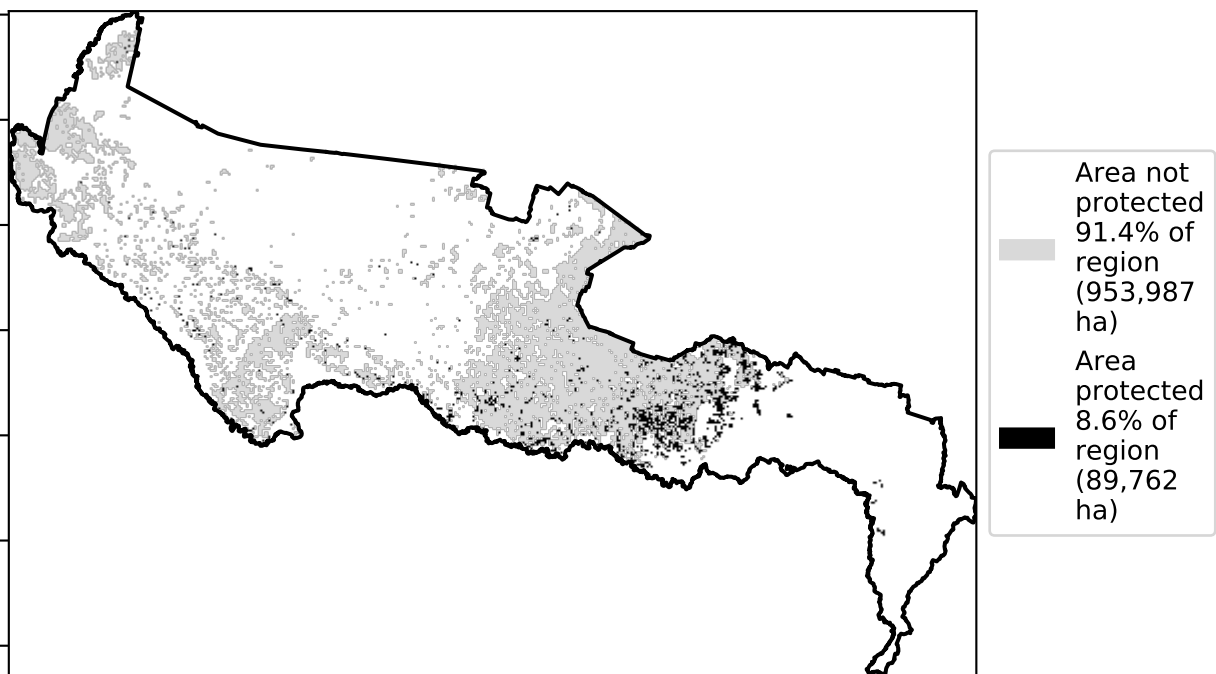 Area not
protected
91.4% of
region
(953,987
ha)
Area
protected
8.6% of
region
(89,762
ha)